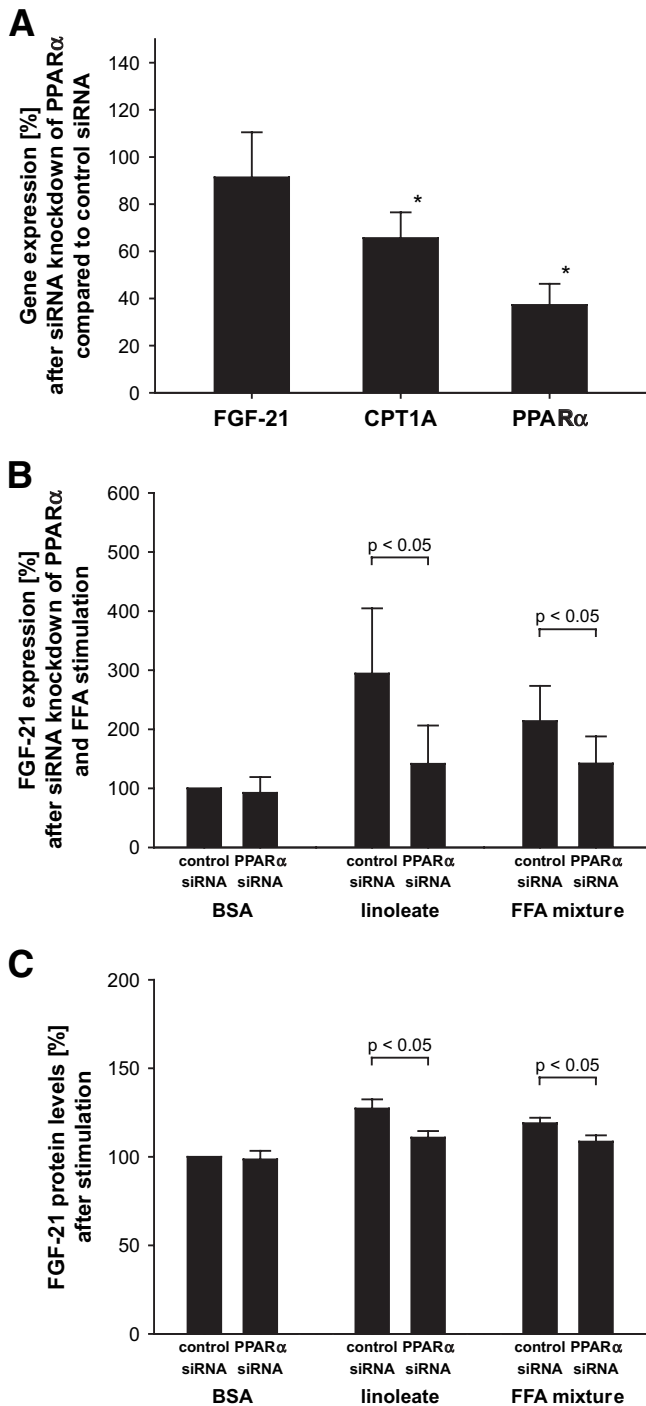 A
Gene expression [%]
after siRNA knockdown of PPARα
compared to control siRNA
140
120
100
80
60
40
20
0
*
*
FGF-21 CPT1A PPARα
B
FGF-21 expression [%]
after siRNA knockdown of PPARα
and FFA stimulation
600
500
400
300
200
100
0
p < 0.05
p < 0.05
control PPARα control PPARα control PPARα
siRNA siRNA siRNA siRNA siRNA siRNA
BSA linoleate FFA mixture
C
FGF-21 protein levels [%]
after stimulation
200
150
100
50
0
p < 0.05
p < 0.05
control PPARα control PPARα control PPARα
siRNA siRNA siRNA siRNA siRNA siRNA
BSA linoleate FFA mixture